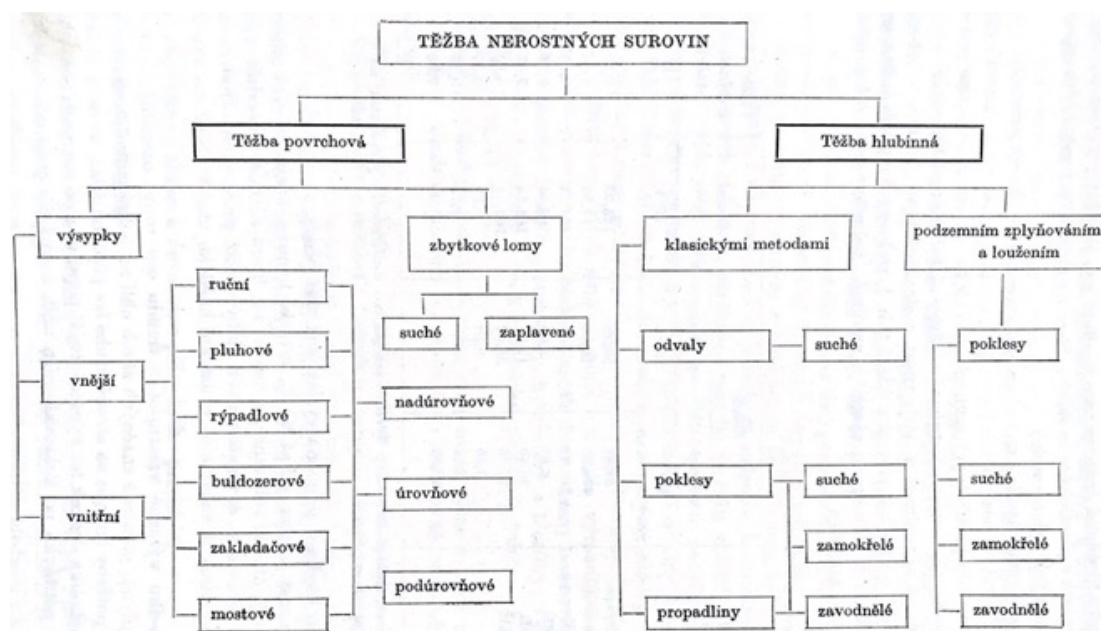 TĚŽBA NEROSTNÝCH SUROVIN
Těžba povrchová
Těžba hlubinná
výsypky
zbytkové lomy
klasickými metodami
podzemním zplyňováním
a loužením
ruční
suché
zaplavené
pluhové
odvaly
suché
poklesy
vnější
nadúrovňové
rýpadlové
buldozerové
poklesy
suché
suché
úrovňové
vnitřní
zakladačové
zamokřelé
zamokřelé
podúrovňové
mostové
propadliny
zavodnělé
zavodnělé